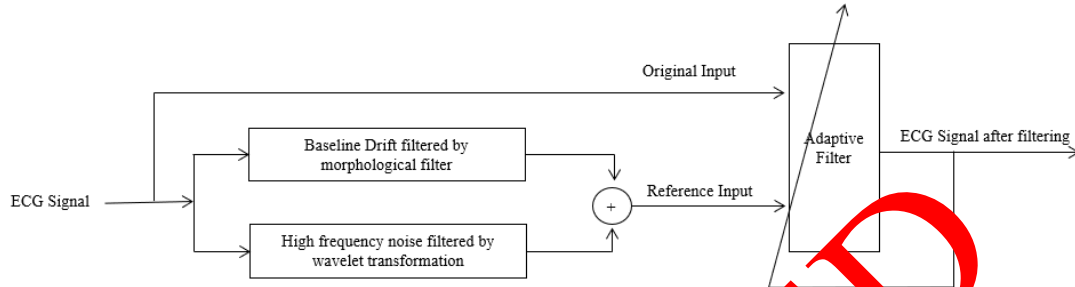 Original Input
Baseline Drift filtered by
morphological filter
Adaptive
Filter
ECG Signal after filtering
ECG Signal
+
Reference Input
High frequency noise filtered by
wavelet transformation